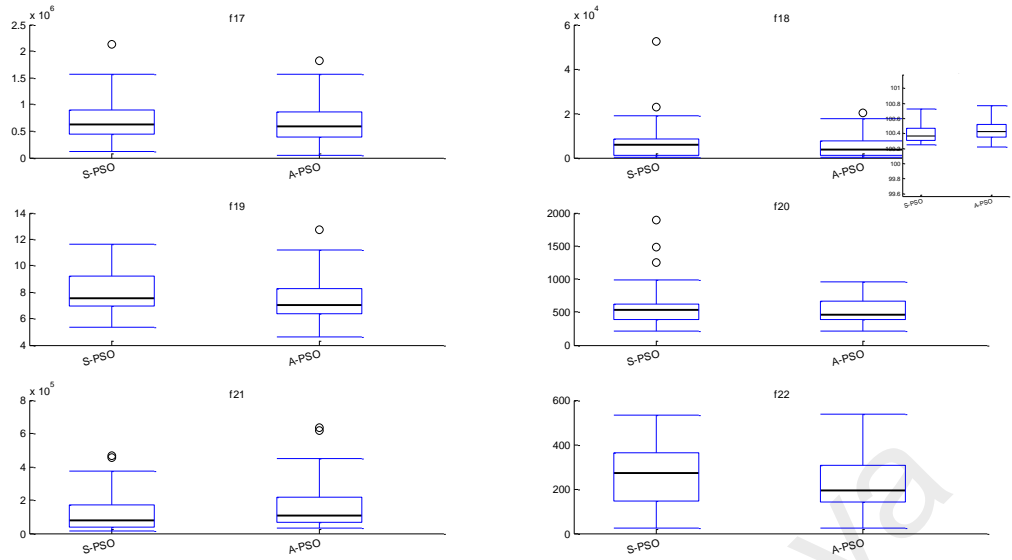 x 10^6
f17
2.5
2
1.5
1
0.5
0
S-PSO
A-PSO
x 10^4
f18
6
4
2
0
S-PSO
A-PSO
101
100.8
100.6
100.4
100.2
100
99.8
99.6
S-PSO
A-PSO
f19
14
12
10
8
6
4
S-PSO
A-PSO
f20
2000
1500
1000
500
0
S-PSO
A-PSO
x 10^5
f21
8
6
4
2
0
S-PSO
A-PSO
f22
600
400
200
0
S-PSO
A-PSO
ya